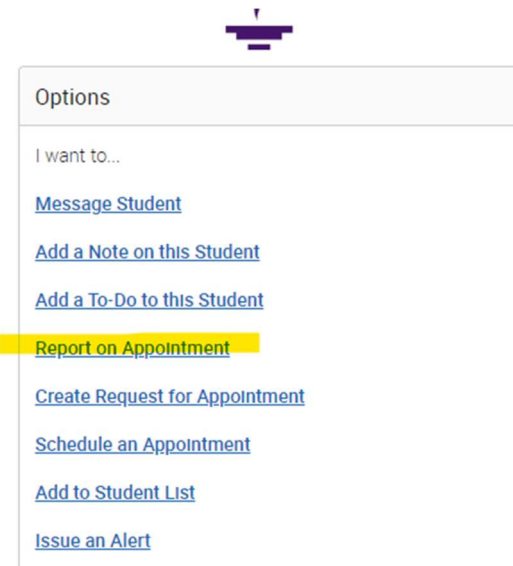 Options
I want to...
Message Student
Add a Note on this Student
Add a To-Do to this Student
Report on Appointment
Create Request for Appointment
Schedule an Appointment
Add to Student List
Issue an Alert